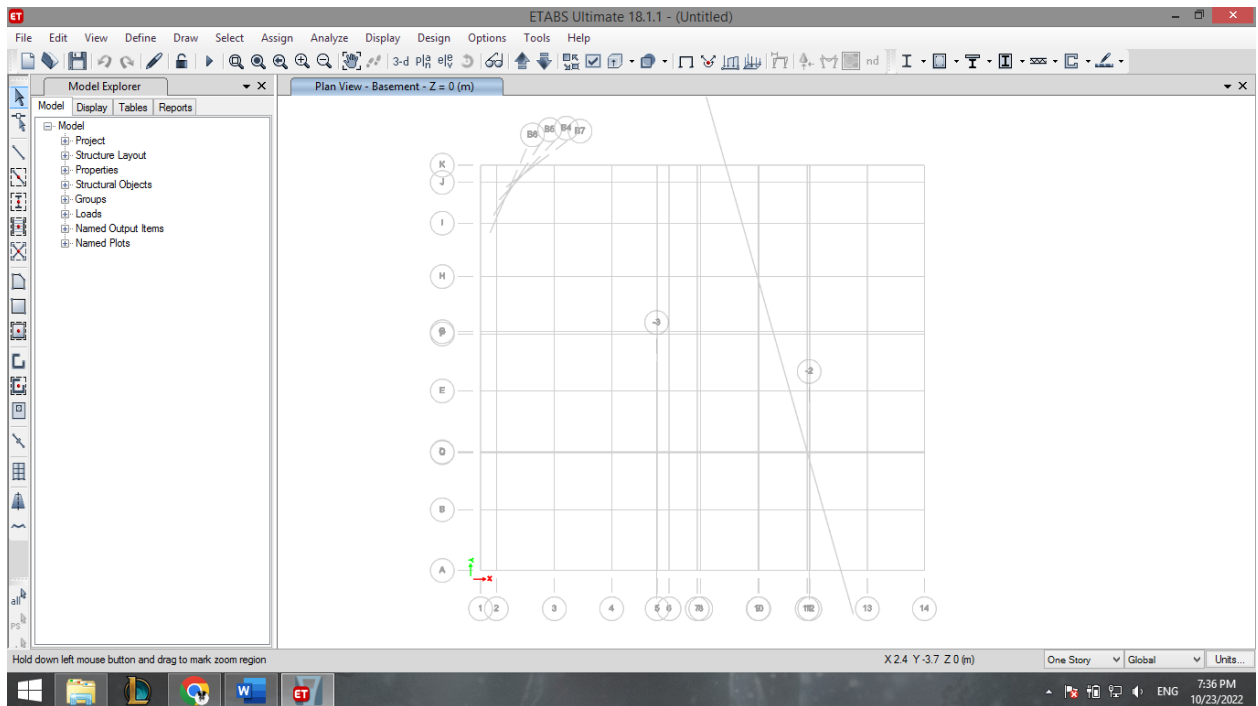 ET ETABS Ultimate 18.1.1 - (Untitled)
File Edit View Define Draw Select Assign Analyze Display Design Options Tools Help
3-d nd
Model Explorer
Plan View - Basement - Z = 0 (m)
Model Display Tables Reports
Model
Project
Structure Layout
Properties
Structural Objects
Groups
Loads
Named Output Items
Named Plots
all
PS
B6 B5 B4 B7
K
J
I
H
-3
-2
E
B
A
Y
X
1 2 3 4 6 13 14
Hold down left mouse button and drag to mark zoom region
X 2.4 Y -3.7 Z 0 (m)
One Story Global Units...
W ET
ENG
7:36 PM
10/23/2022